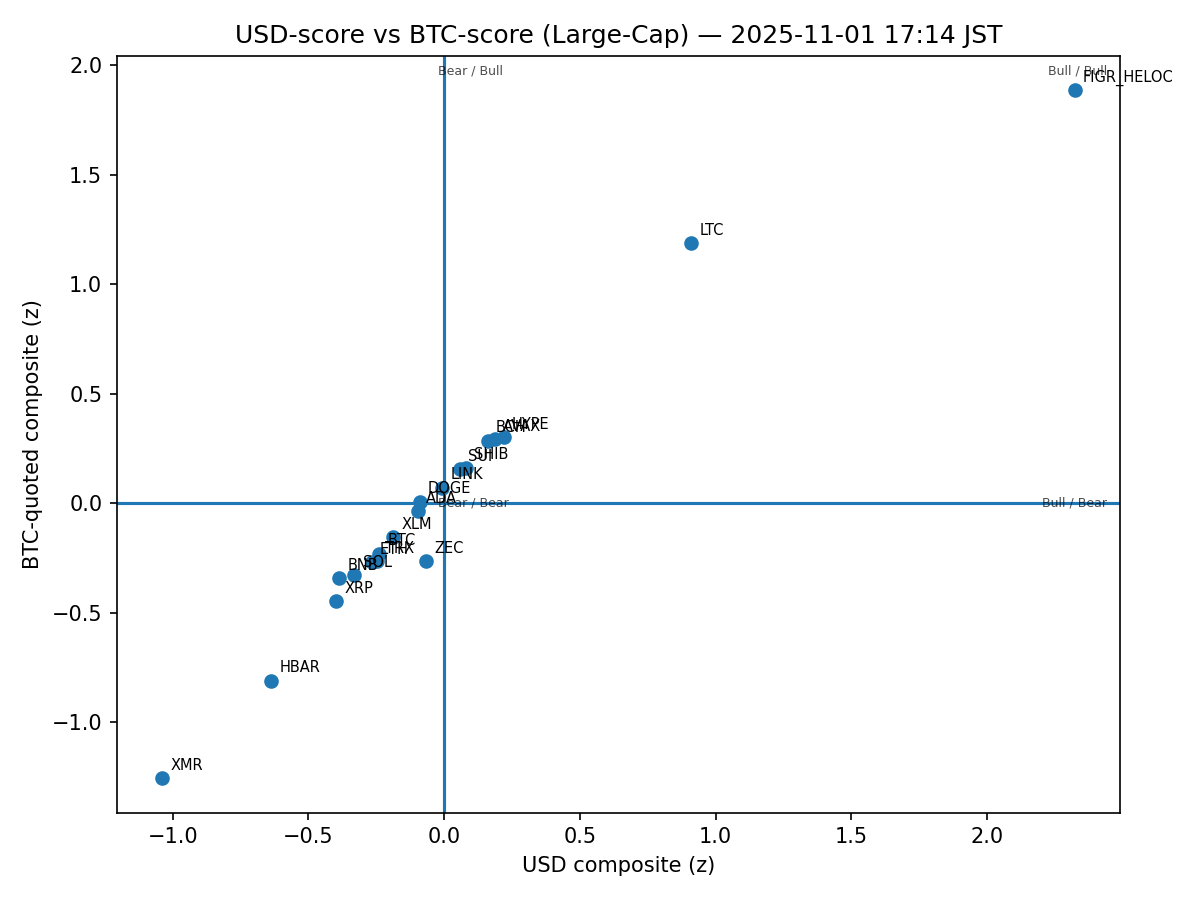 USD-score vs BTC-score (Large-Cap) — 2025-11-01 17:14 JST
BTC-quoted composite (z)
2.0
1.5
1.0
0.5
0.0
−0.5
−1.0
Bear / Bull
Bull / Bull
FIGR_HELOC
LTC
HYPE
AVAX
BCH
SUI
SHIB
LINK
DOGE
ADA
Bear / Bear
Bull / Bear
XLM
BTC
ETH
TRX
ZEC
BNB
SOL
XRP
HBAR
XMR
−1.0
−0.5
0.0
0.5
1.0
1.5
2.0
USD composite (z)